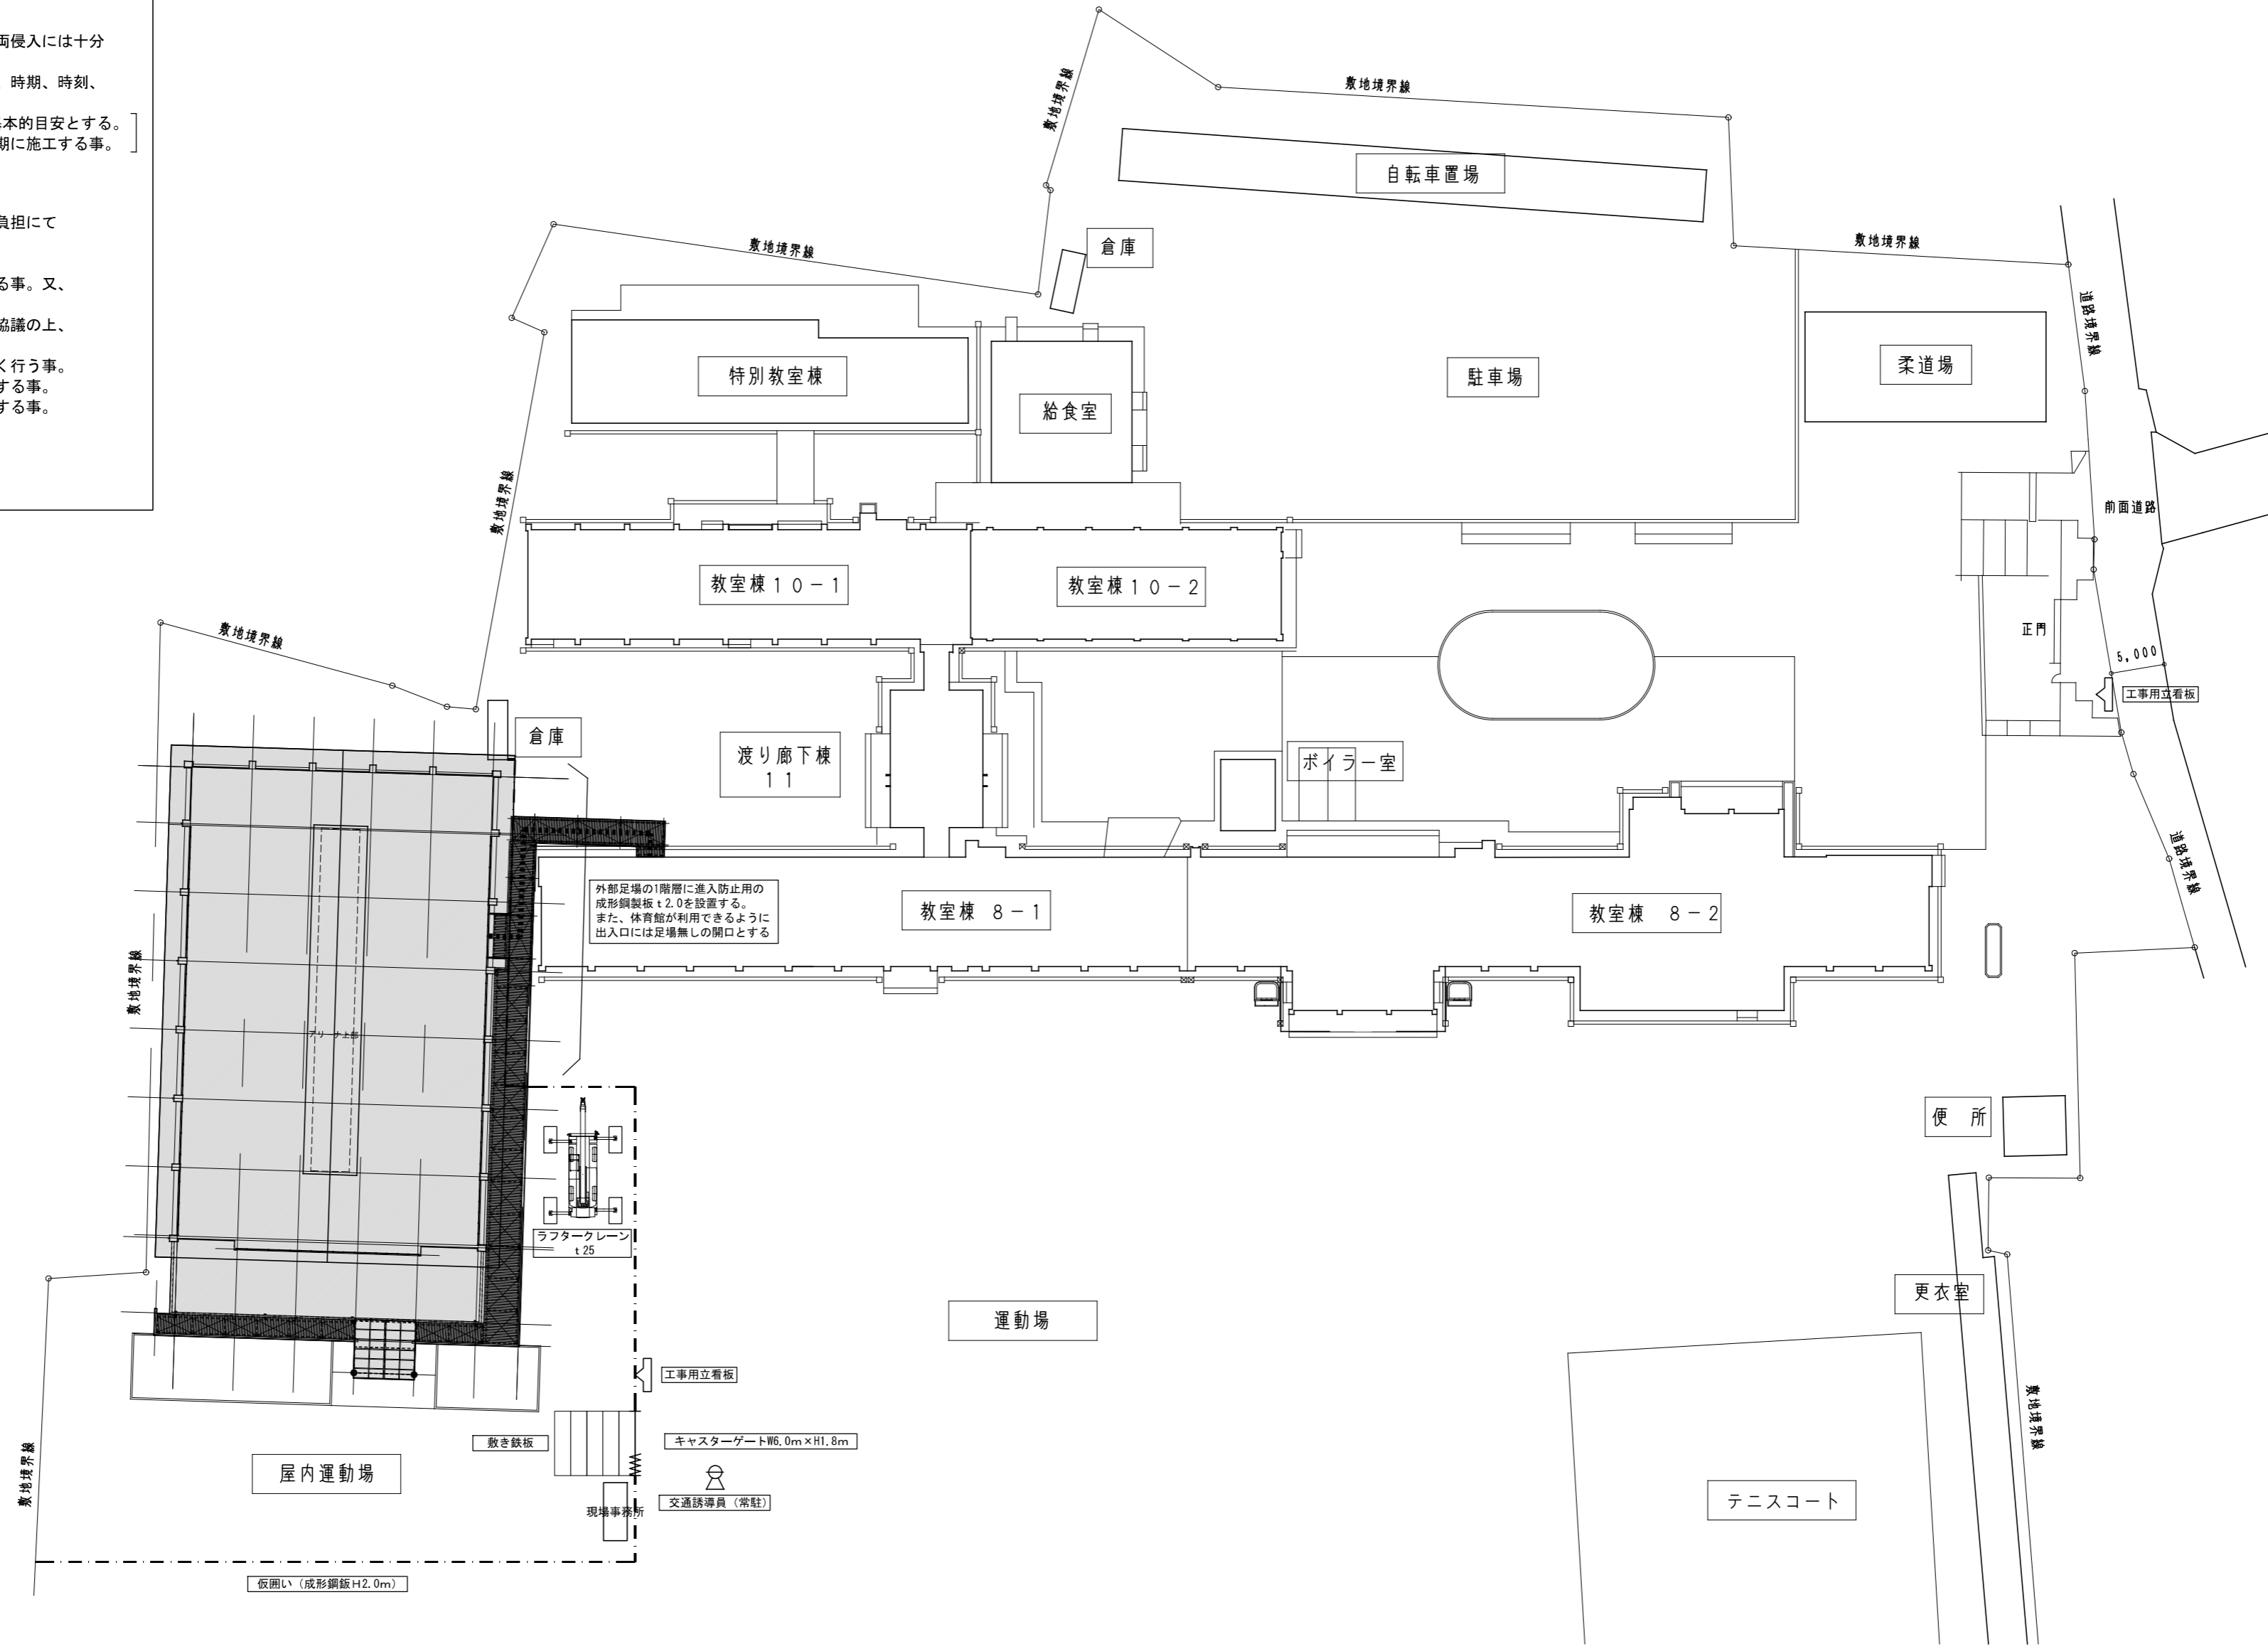 両侵入には十分
時期、時刻、
本的目安とする。
期に施工する事。
負担にて
る事。又、
協議の上、
く行う事。
する事。
する事。
敷地境界線
敷地境界線
自転車置場
敷地境界線
倉庫
敷地境界線
道路境界線
特別教室棟
給食室
駐車場
柔道場
敷地境界線
前面道路
教室棟10-1
教室棟10-2
正門
5,000
工事用立看板
敷地境界線
倉庫
渡り廊下棟
11
ボイラー室
道路境界線
外部足場の1階層に進入防止用の
成形鋼製板t2.0を設置する。
また、体育館が利用できるように
出入口には足場無しの開口とする
教室棟 8-1
教室棟 8-2
敷地境界線
アリーナ上部
便 所
ラフタークレーン
t25
更衣室
運動場
工事用立看板
敷き鉄板
キャスターゲートW6.0m×H1.8m
敷地境界線
屋内運動場
交通誘導員(常駐)
現場事務所
テニスコート
敷地境界線
仮囲い(成形鋼鈑H2.0m)